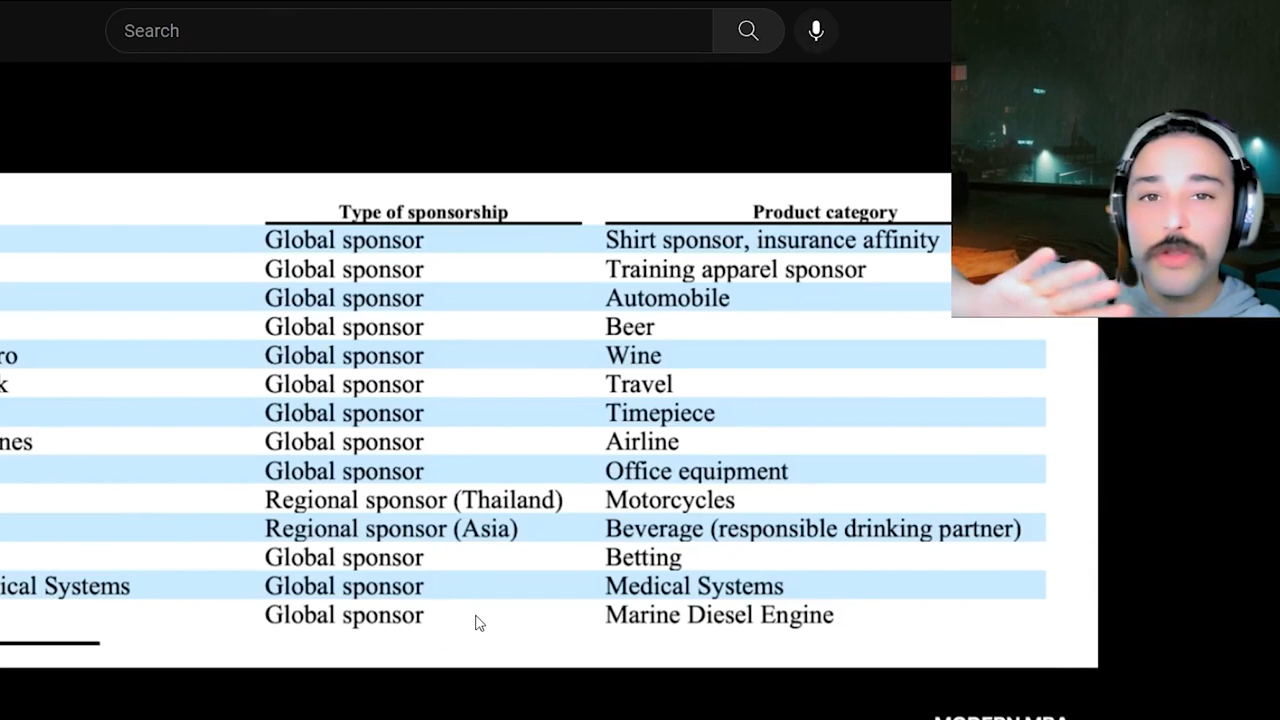 Search
Type of sponsorship Product category
Global sponsor Shirt sponsor, insurance affinity
Global sponsor Training apparel sponsor
Global sponsor Automobile
Global sponsor Beer
ro Global sponsor Wine
k Global sponsor Travel
Global sponsor Timepiece
nes Global sponsor Airline
Global sponsor Office equipment
Regional sponsor (Thailand) Motorcycles
Regional sponsor (Asia) Beverage (responsible drinking partner)
Global sponsor Betting
ical Systems Global sponsor Medical Systems
Global sponsor Marine Diesel Engine
MODERN MBA